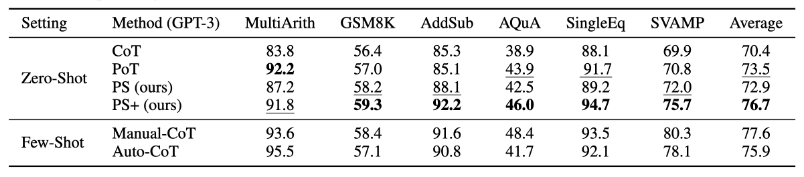 Setting Method (GPT-3) MultiArith GSM8K AddSub AQuA SingleEq SVAMP Average
CoT 83.8 56.4 85.3 38.9 88.1 69.9 70.4
Zero-Shot PoT 92.2 57.0 85.1 43.9 91.7 70.8 73.5
PS (ours) 87.2 58.2 88.1 42.5 89.2 72.0 72.9
PS+ (ours) 91.8 59.3 92.2 46.0 94.7 75.7 76.7
Few-Shot Manual-CoT 93.6 58.4 91.6 48.4 93.5 80.3 77.6
Auto-CoT 95.5 57.1 90.8 41.7 92.1 78.1 75.9